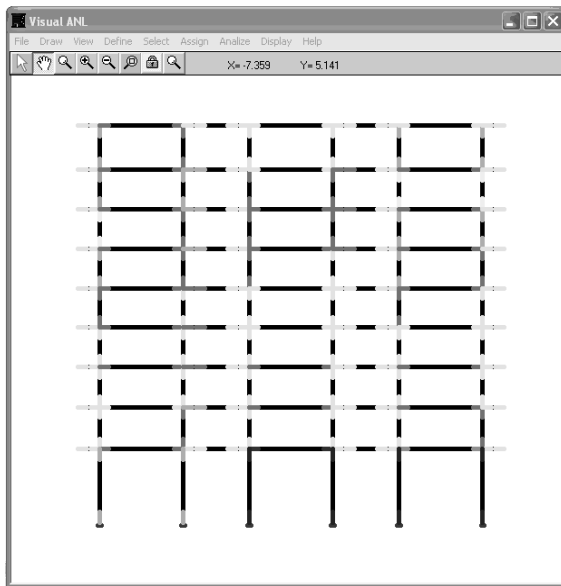 Visual ANL
File Draw View Define Select Assign Analize Display Help
X= -7.359 Y= 5.141